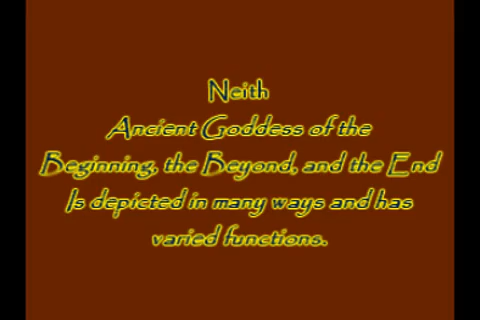 Neith
Ancient Goddess of the
Beginning, the Beyond, and the End
Is depicted in many ways and has
varied functions.